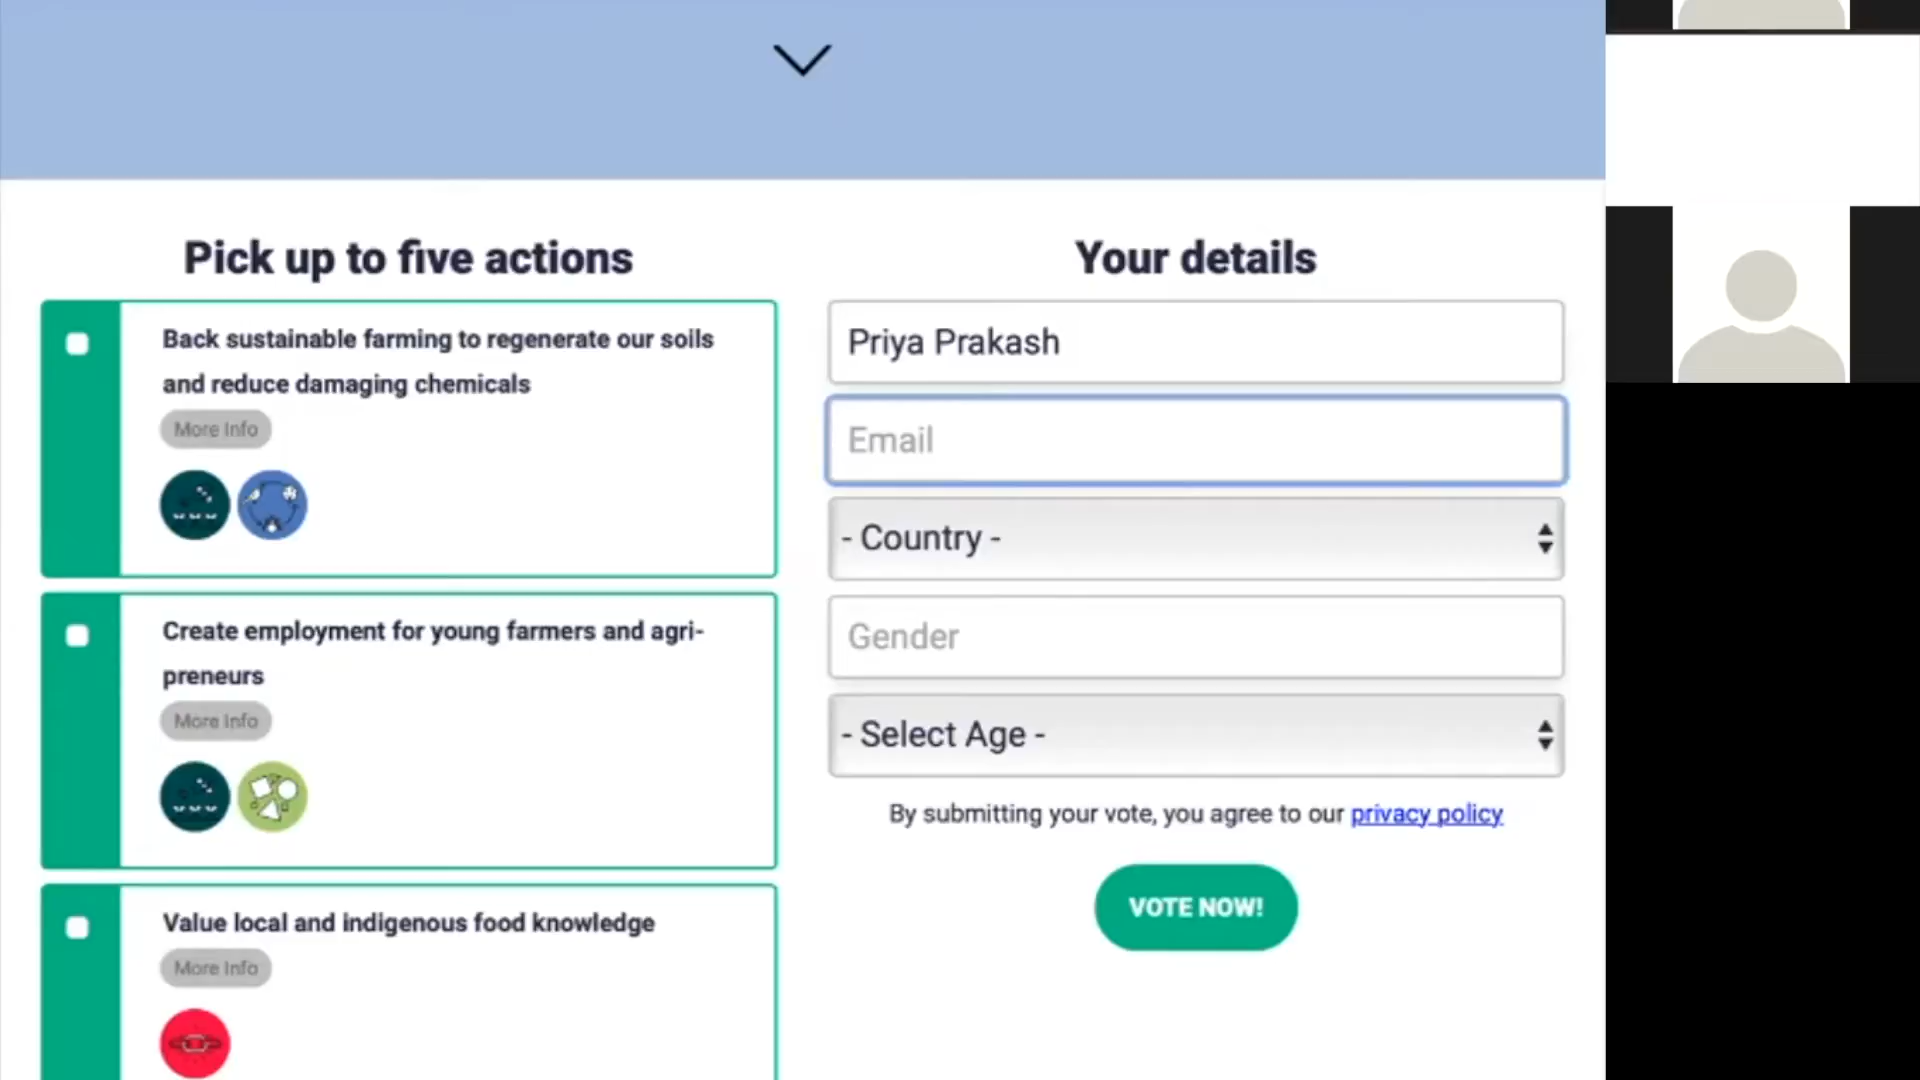 Pick up to five actions
Back sustainable farming to regenerate our soils
and reduce damaging chemicals
More Info
Create employment for young farmers and agri-
preneurs
More Info
Value local and indigenous food knowledge
More Info
Your details
Priya Prakash
Email
- Country -
Gender
- Select Age -
By submitting your vote, you agree to our privacy policy
VOTE NOW!